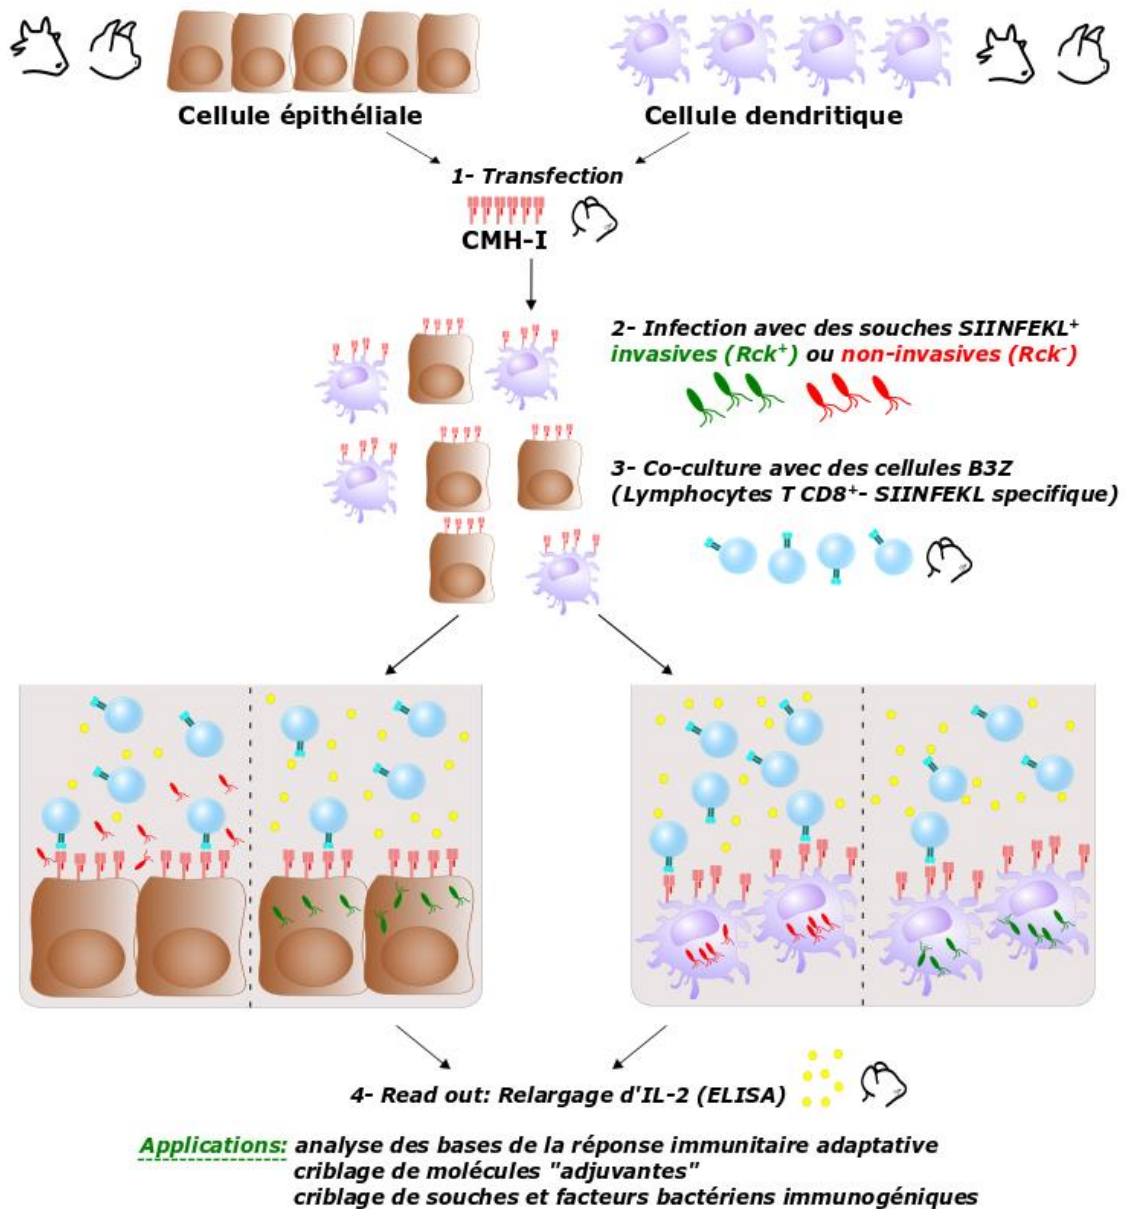 Cellule épithéliale
Cellule dendritique
1- Transfection
CMH-I
2- Infection avec des souches SIINFEKL⁺
invasives (Rck⁺) ou non-invasives (Rck⁻)
3- Co-culture avec des cellules B3Z
(Lymphocytes T CD8⁺- SIINFEKL specifique)
4- Read out: Relargage d'IL-2 (ELISA)
Applications: analyse des bases de la réponse immunitaire adaptative
criblage de molécules "adjuvantes"
criblage de souches et facteurs bactériens immunogéniques